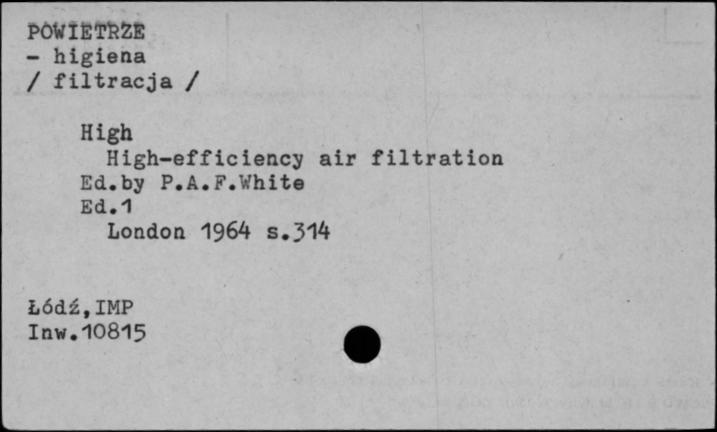 POWIETRZE
- higiena
/ filtracja /
High
High-efficiency air filtration
Ed.by P.A.F.White
Ed.1
London 1964 s.314
Łódź,IMP
Inw.10815